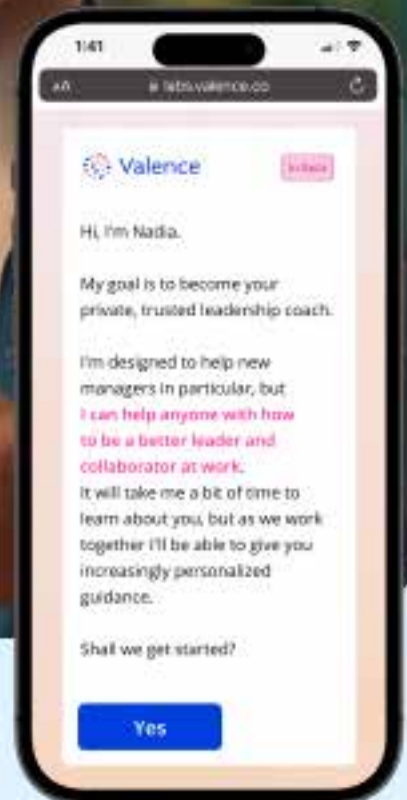 1:41
AA labs.valence.co
Valence
Hi, I'm Nadia.
My goal is to become your
private, trusted leadership coach.
I'm designed to help new
managers in particular, but
I can help anyone with how
to be a better leader and
collaborator at work.
It will take me a bit of time to
learn about you, but as we work
together I'll be able to give you
increasingly personalized
guidance.
Shall we get started?
Yes